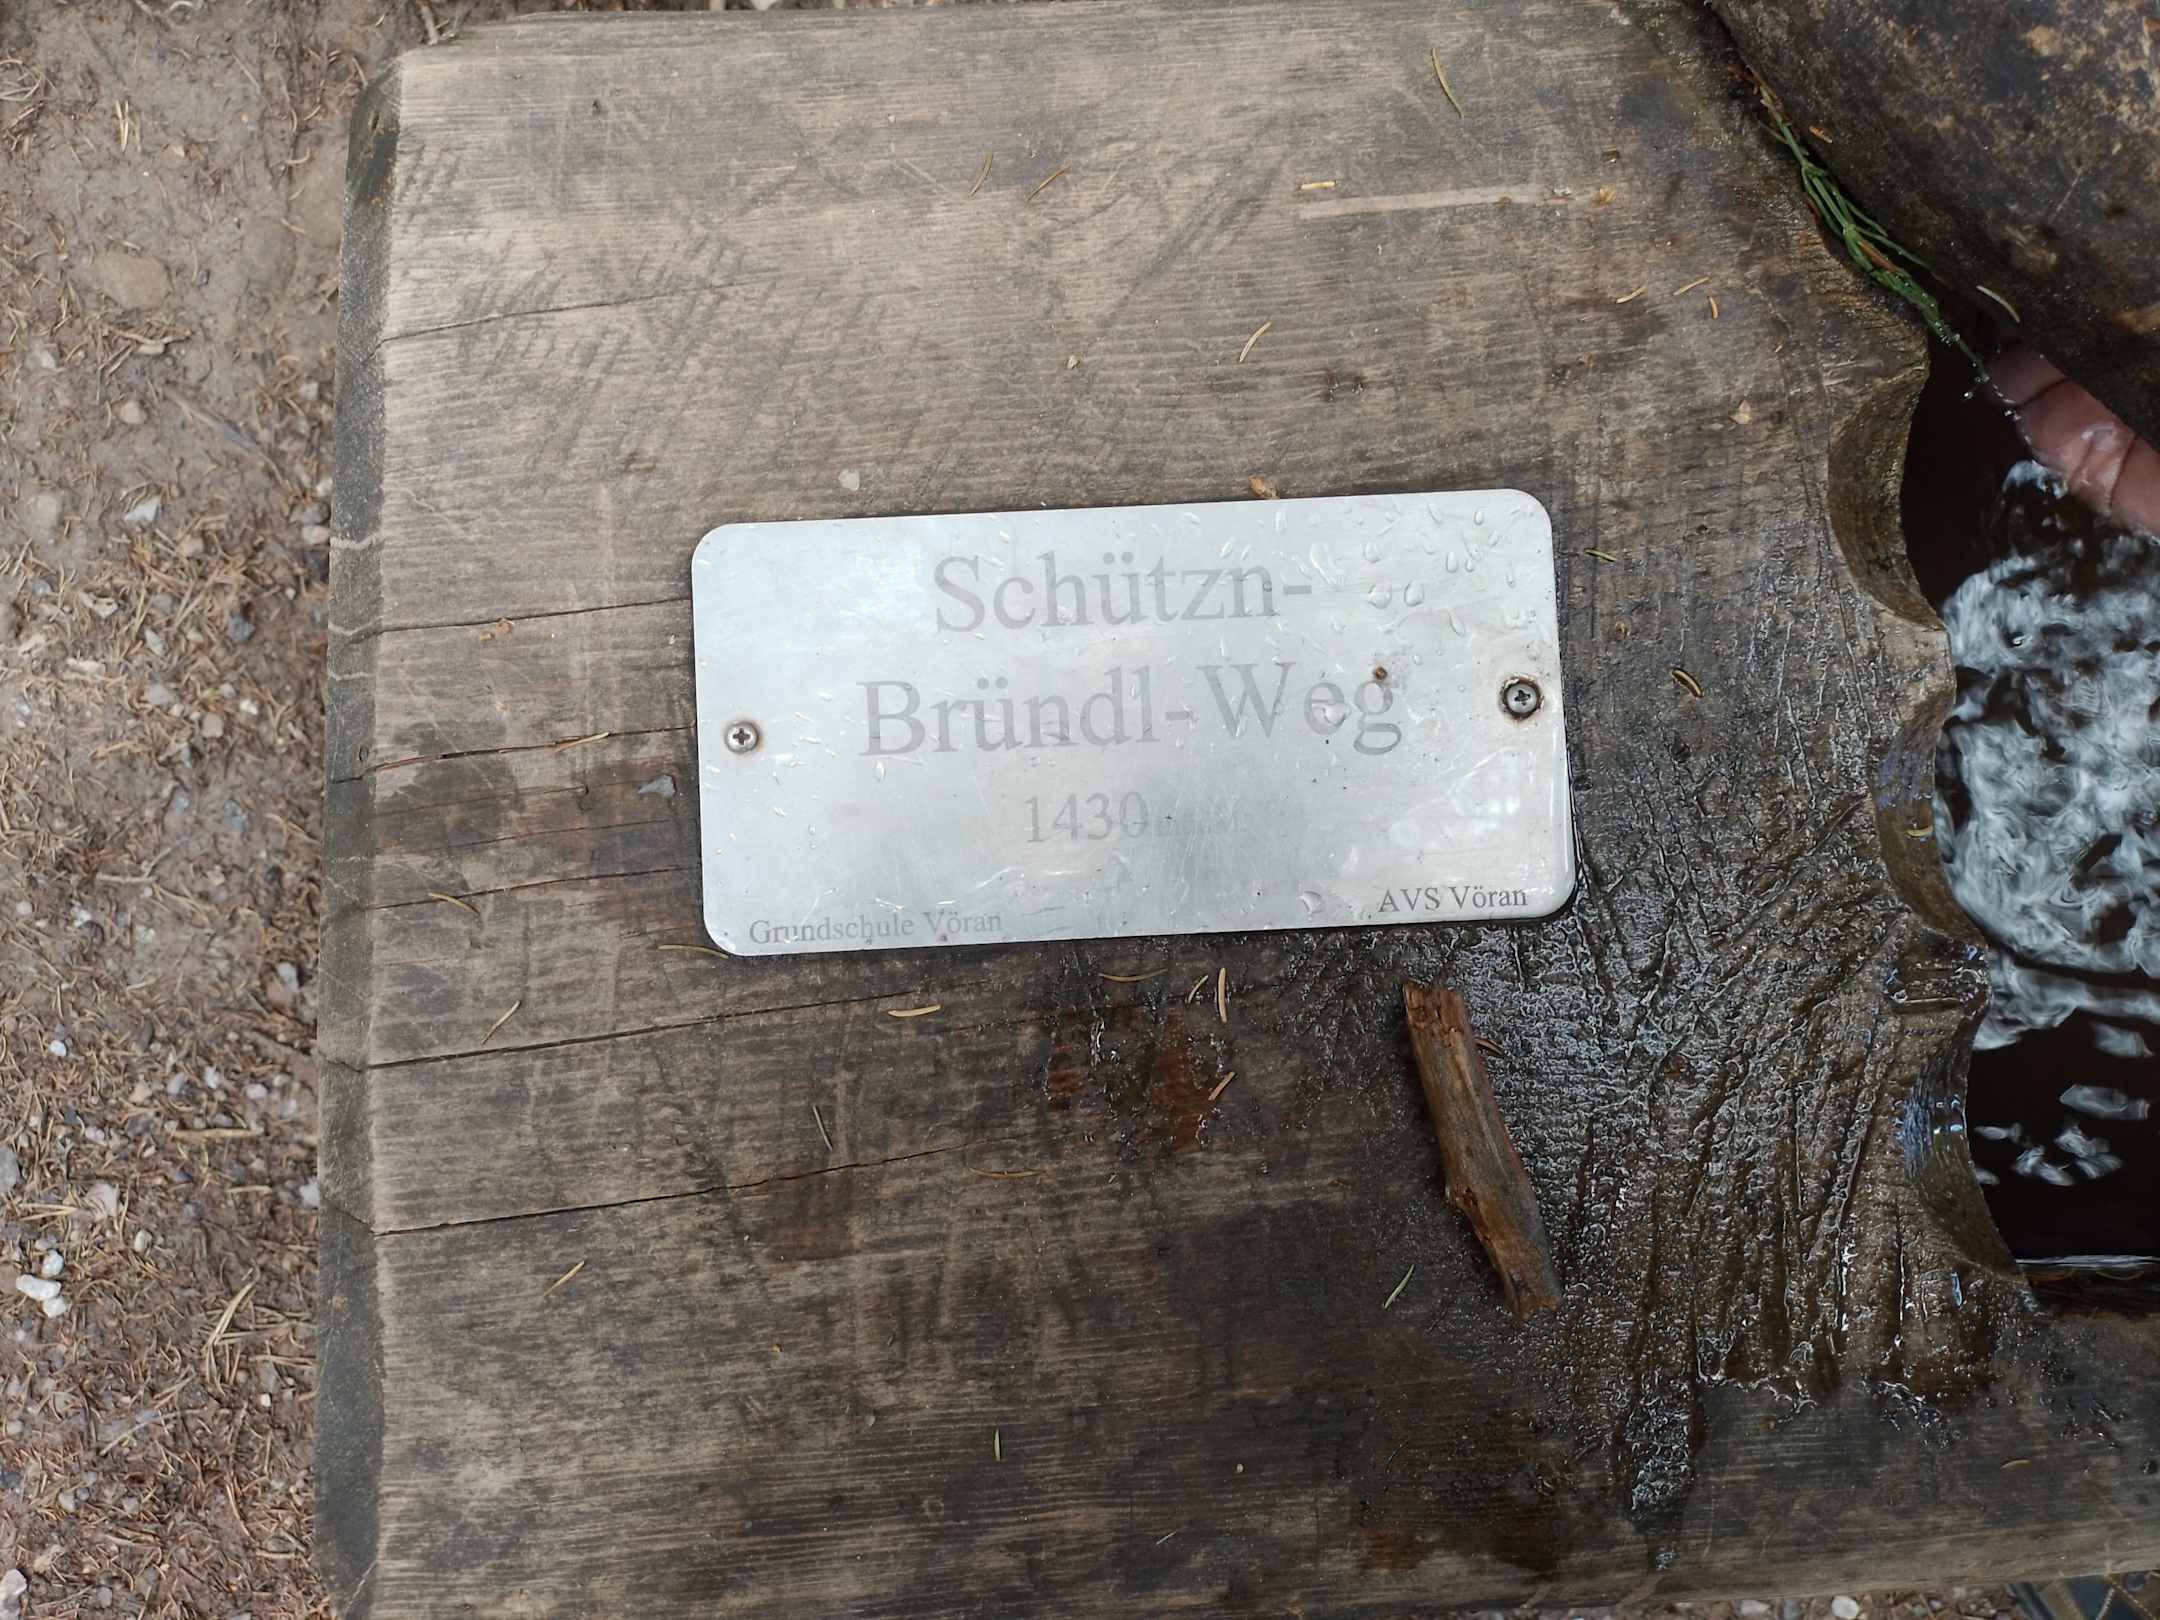 Schützn-
Bründl-Weg
1430
Grundschule Vöran
AVS Vöran